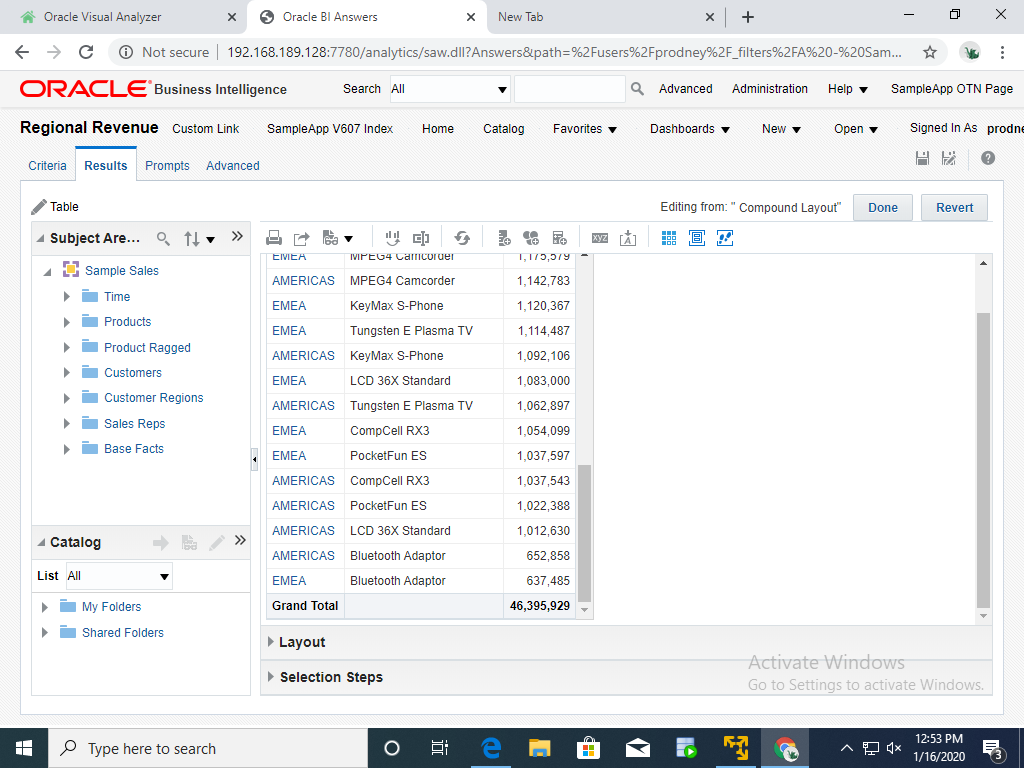 Oracle Visual Analyzer
Oracle BI Answers
New Tab
Not secure
192.168.189.128:7780/analytics/saw.dll?Answers&path=%2Fusers%2Fprodney%2F_filters%2FA%20-%20Sam...
ORACLE Business Intelligence
Search All
Advanced Administration Help SampleApp OTN Page
Regional Revenue Custom Link SampleApp V607 Index Home Catalog Favorites Dashboards New Open Signed In As prodne
Criteria Results Prompts Advanced
Table
Editing from: " Compound Layout" Done Revert
Subject Are...
Sample Sales
Time
Products
Product Ragged
Customers
Customer Regions
Sales Reps
Base Facts
Catalog
List All
My Folders
Shared Folders
XYZ
EMEA MPEG4 Camcorder 1,175,579
AMERICAS MPEG4 Camcorder 1,142,783
EMEA KeyMax S-Phone 1,120,367
EMEA Tungsten E Plasma TV 1,114,487
AMERICAS KeyMax S-Phone 1,092,106
EMEA LCD 36X Standard 1,083,000
AMERICAS Tungsten E Plasma TV 1,062,897
EMEA CompCell RX3 1,054,099
EMEA PocketFun ES 1,037,597
AMERICAS CompCell RX3 1,037,543
AMERICAS PocketFun ES 1,022,388
AMERICAS LCD 36X Standard 1,012,630
AMERICAS Bluetooth Adaptor 652,858
EMEA Bluetooth Adaptor 637,485
Grand Total 46,395,929
Layout
Selection Steps
Activate Windows
Go to Settings to activate Windows.
Type here to search
12:53 PM
1/16/2020
3